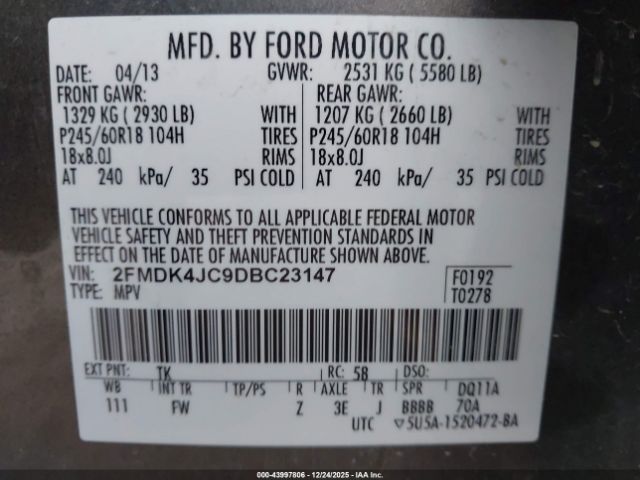 MFD. BY FORD MOTOR CO.
DATE: 04/13 GVWR: 2531 KG ( 5580 LB)
FRONT GAWR: REAR GAWR:
1329 KG ( 2930 LB) WITH 1207 KG ( 2660 LB) WITH
P245/60R18 104H TIRES P245/60R18 104H TIRES
18x8.0J RIMS 18x8.0J RIMS
AT 240 kPa/ 35 PSI COLD AT 240 kPa/ 35 PSI COLD
THIS VEHICLE CONFORMS TO ALL APPLICABLE FEDERAL MOTOR
VEHICLE SAFETY AND THEFT PREVENTION STANDARDS IN
EFFECT ON THE DATE OF MANUFACTURE SHOWN ABOVE.
VIN: 2FMDK4JC9DBC23147 F0192
TYPE: MPV T0278
EXT PNT: TK RC: 58 DSO:
WB INT TR TP/PS R AXLE TR SPR DQ11A
111 FW Z 3E J BBBB 70A
UTC ▽5U5A-1520472-BA
000-43997806 - 12/24/2025 - IAAI.COM